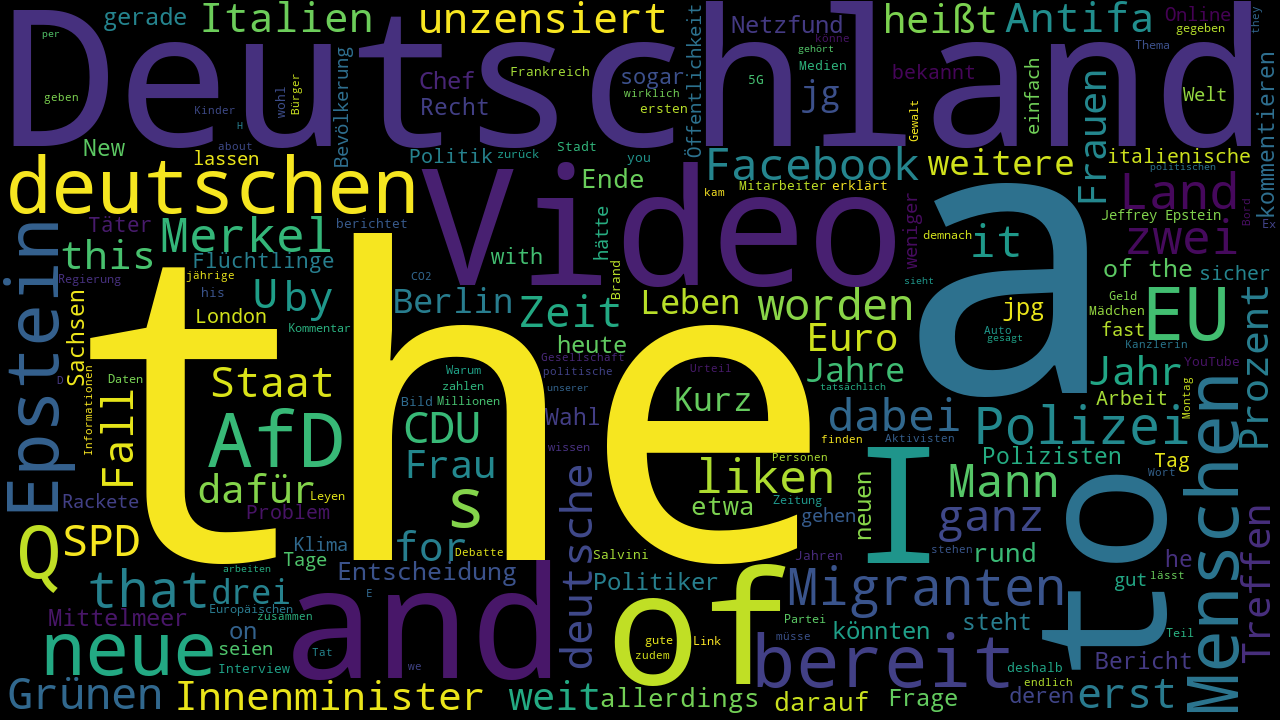 per
gerade
Italien
unzensiert
Netzfund
könne
heißt
Antifa
Online
gegeben
they
Deutschland
geben
Kinder
H
wohl
Bürger
Bevölkerung
Chef
Recht
Frankreich
sogar
wirklich
ersten
Öffentlichkeit
gehört
Medien
5G
jg
bekannt
Gewalt
einfach
Thema
Frauen
Welt
kommentieren
New
about
lassen
Politik
zurück
Stadt
you
Facebook
weitere
italienische
politischen
deutschen
Video
Ende
kam
Mitarbeiter
erklärt
a
Land
Täter
Merkel
berichtet
hätte
weniger
demnach
it
Jeffrey Epstein
zwei
Bord
Ex
Epstein
this
Flüchtlinge
with
of the
sicher
Regierung
jährige
his
U
by
CO2
Brand
sieht
Geld
Sachsen
London
Kommentar
Berlin
Zeit
Leben
worden
jpg
Mädchen
EU
Prozent
the
heute
Euro
Auto
gesagt
fast
Kanzlerin
Gesellschaft
politische
Urteil
Jahre
tatsächlich
Jahr
YouTube
D
Daten
Staat
Warum
zahlen
Bild
Millionen
unserer
Kurz
Arbeit
Montag
Informationen
Fall
AfD
CDU
Wahl
dabei
Polizei
Menschen
wissen
finden
Aktivisten
Frau
Personen
Polizisten
Tag
Wort
Rackete
dafür
Leyen
Problem
s
deutsche
liken
etwa
Zeitung
gehen
neuen
I
Mann
to
ganz
Treffen
Q
SPD
Klima
Tage
for
Debatte
Salvini
Jahren
stehen
rund
he
gut
lässt
arbeiten
Entscheidung
that
drei
and
Politiker
of
Migranten
Mittelmeer
Europäischen
zusammen
E
on
Partei
könnten
steht
Teil
neue
seien
Interview
Tat
we
gute
zudem
Link
müsse
bereit
deshalb
endlich
Bericht
Grünen
Innenminister
weit
allerdings
darauf
Frage
deren
erst